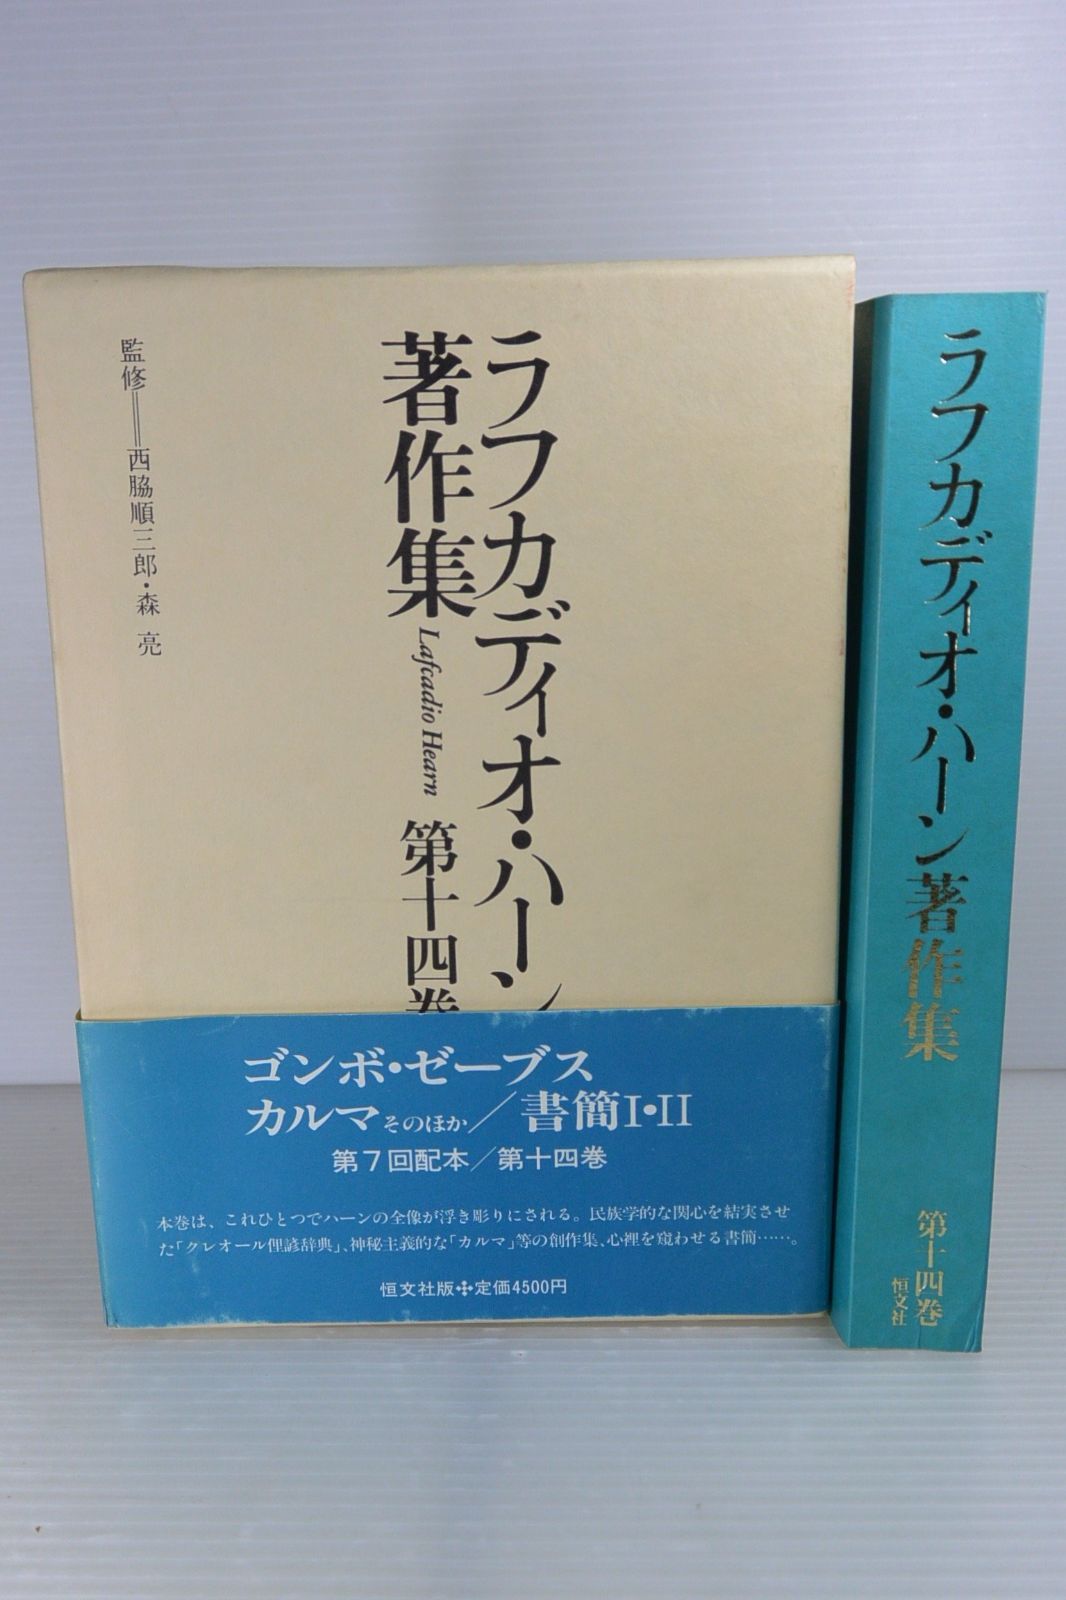 ラフカディオ・ハーン
著作集 Lafcadio Hearn 第十四巻
監修══西脇順三郎・森 亮
ゴンボ・ゼーブス
カルマそのほか／書簡I・II
第7回配本／第十四巻
本巻は、これひとつでハーンの全像が浮き彫りにされる。民族学的な関心を結実させ
た「クレオール俚諺辞典」、神秘主義的な「カルマ」等の創作集、心裡を窺わせる書簡……。
恒文社版✣定価4500円
ラフカディオ・ハーン著作集
第十四巻
恒文社